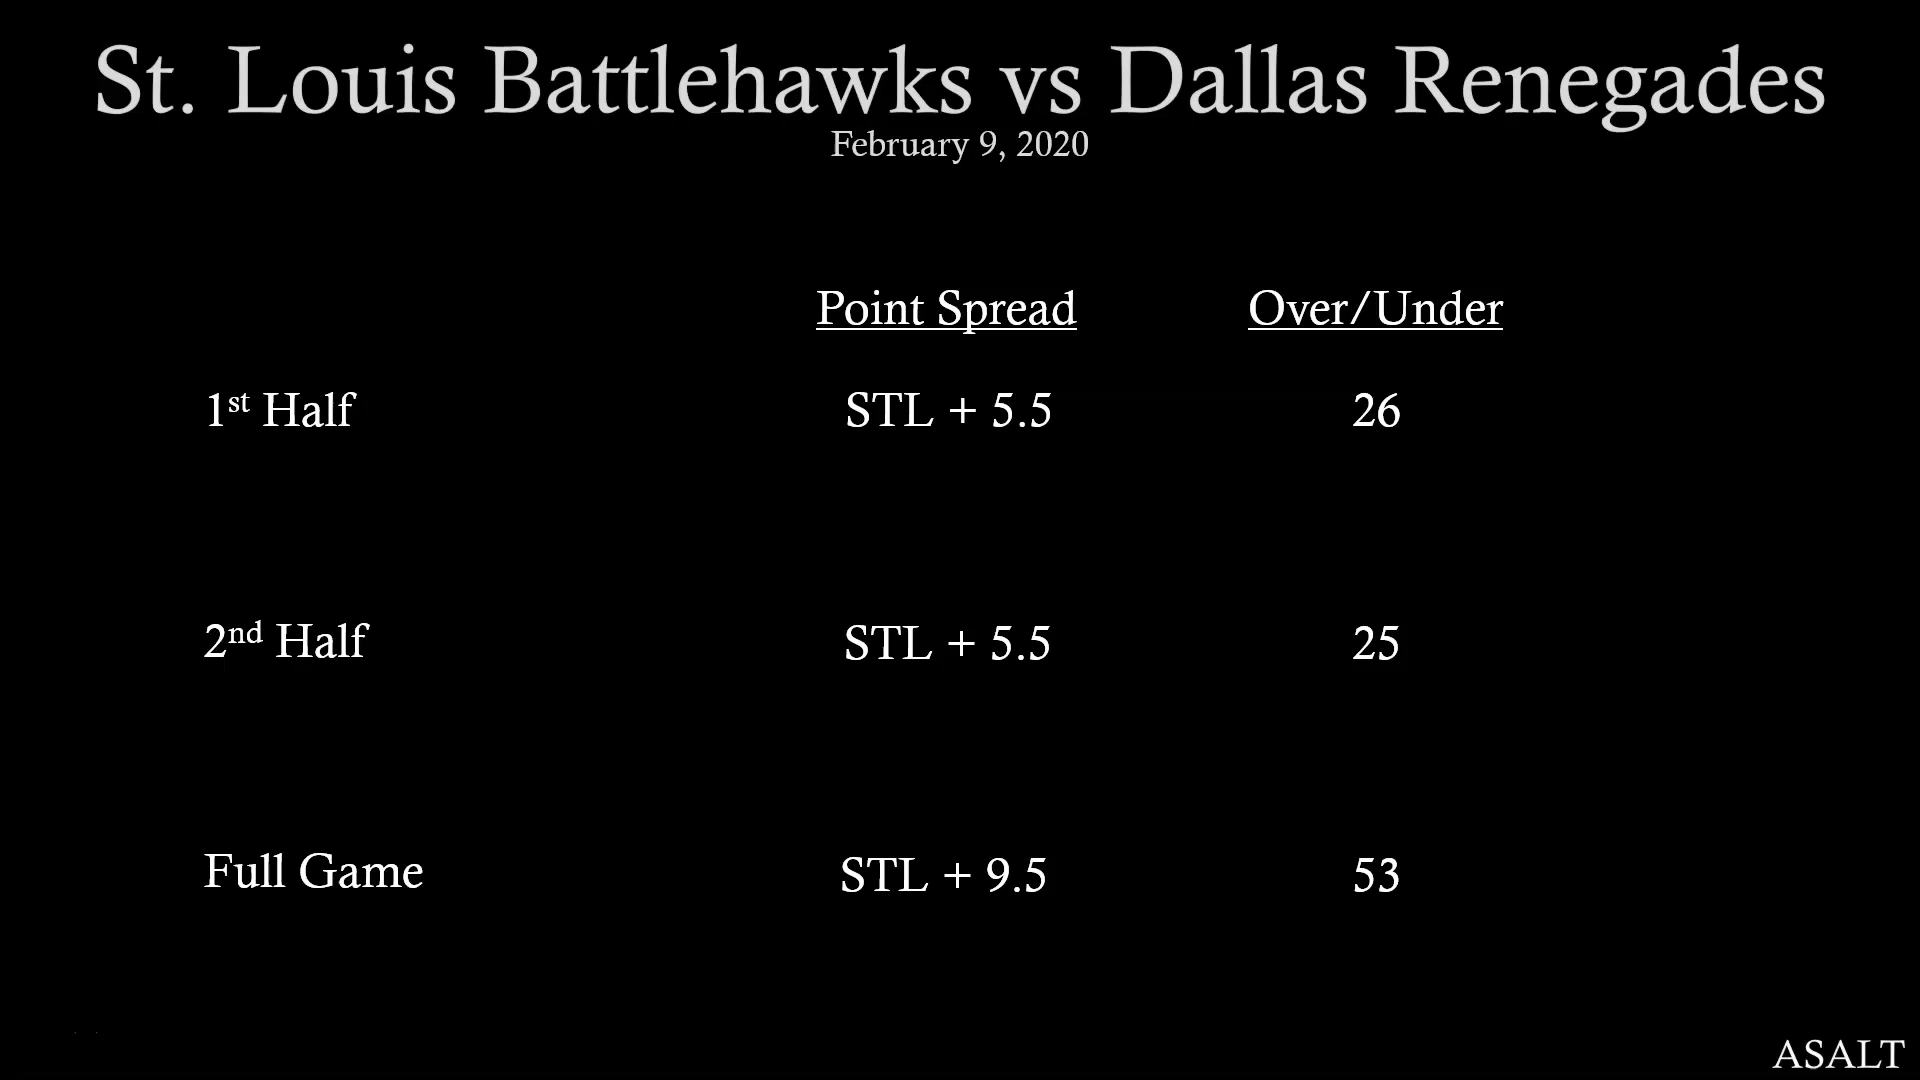 St. Louis Battlehawks vs Dallas Renegades
February 9, 2020
Point Spread Over/Under
1st Half STL + 5.5 26
2nd Half STL + 5.5 25
Full Game STL + 9.5 53
ASALT